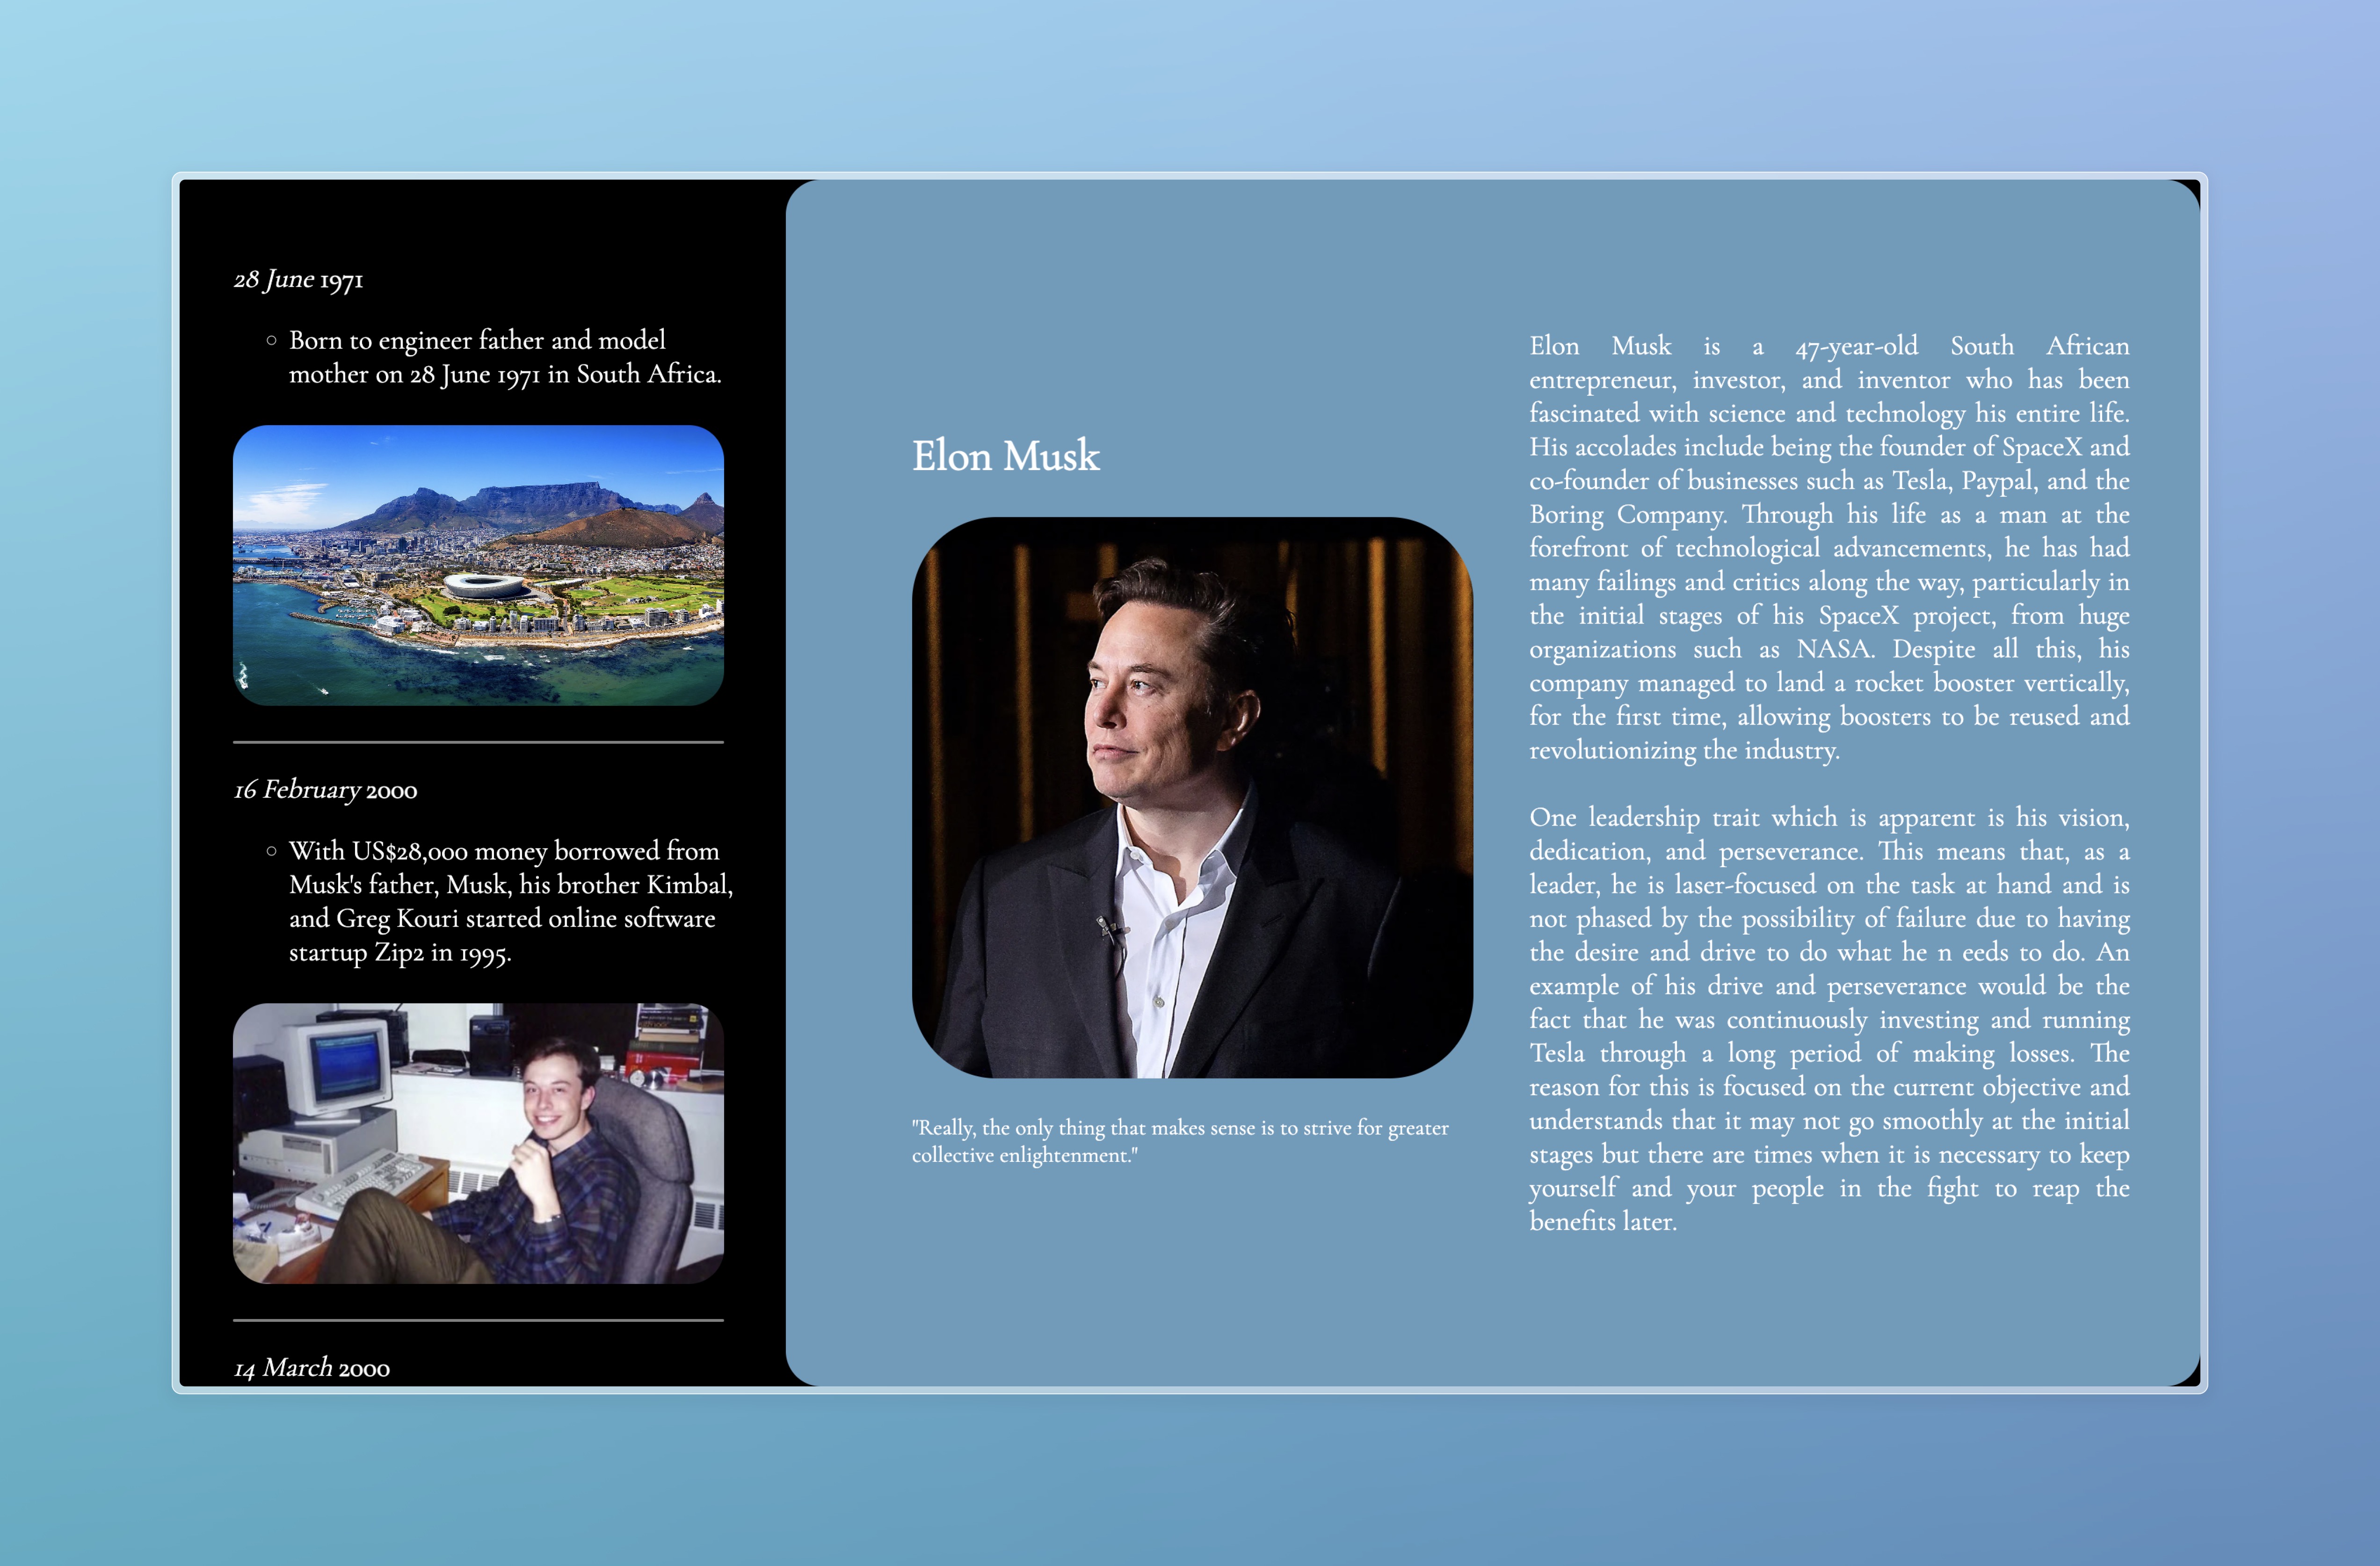 28 June 1971
Born to engineer father and model
mother on 28 June 1971 in South Africa.
16 February 2000
With US$28,000 money borrowed from
Musk's father, Musk, his brother Kimbal,
and Greg Kouri started online software
startup Zip2 in 1995.
14 March 2000
Elon Musk
"Really, the only thing that makes sense is to strive for greater
collective enlightenment."
Elon Musk is a 47-year-old South African
entrepreneur, investor, and inventor who has been
fascinated with science and technology his entire life.
His accolades include being the founder of SpaceX and
co-founder of businesses such as Tesla, Paypal, and the
Boring Company. Through his life as a man at the
forefront of technological advancements, he has had
many failings and critics along the way, particularly in
the initial stages of his SpaceX project, from huge
organizations such as NASA. Despite all this, his
company managed to land a rocket booster vertically,
for the first time, allowing boosters to be reused and
revolutionizing the industry.
One leadership trait which is apparent is his vision,
dedication, and perseverance. This means that, as a
leader, he is laser-focused on the task at hand and is
not phased by the possibility of failure due to having
the desire and drive to do what he n eeds to do. An
example of his drive and perseverance would be the
fact that he was continuously investing and running
Tesla through a long period of making losses. The
reason for this is focused on the current objective and
understands that it may not go smoothly at the initial
stages but there are times when it is necessary to keep
yourself and your people in the fight to reap the
benefits later.